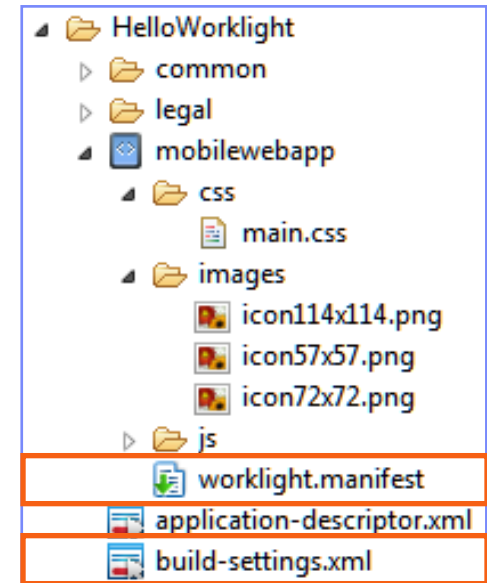 HelloWorklight
common
legal
mobilewebapp
css
main.css
images
icon114x114.png
icon57x57.png
icon72x72.png
js
worklight.manifest
application-descriptor.xml
build-settings.xml